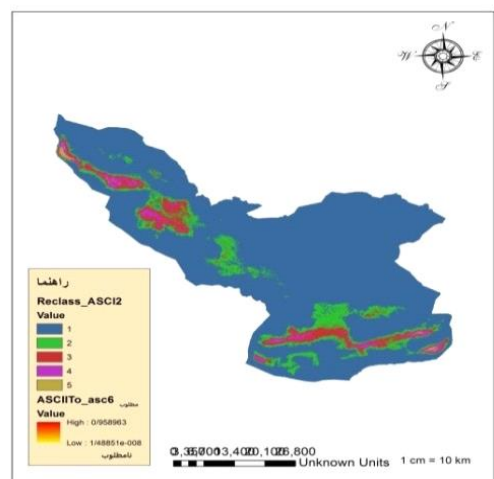 N
W E
S
راهنما
Reclass_ASCI2
Value
1
2
3
4
5
ASCIITo_asc6
مطلوب
Value
High : 0/958963
Low : 1/48851e-008
نامطلوب
Unknown Units
1 cm = 10 km